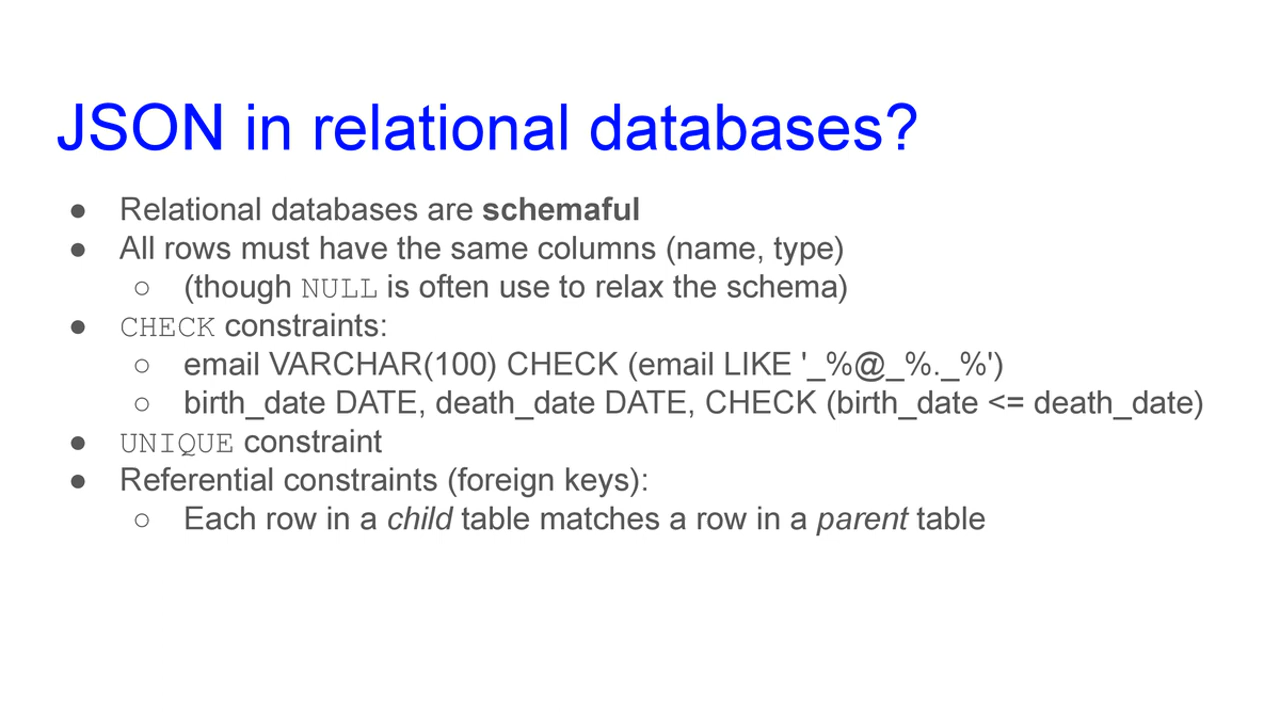 JSON in relational databases?
● Relational databases are schemaful
● All rows must have the same columns (name, type)
○ (though NULL is often use to relax the schema)
● CHECK constraints:
○ email VARCHAR(100) CHECK (email LIKE '_%@_%._%')
○ birth_date DATE, death_date DATE, CHECK (birth_date <= death_date)
● UNIQUE constraint
● Referential constraints (foreign keys):
○ Each row in a child table matches a row in a parent table